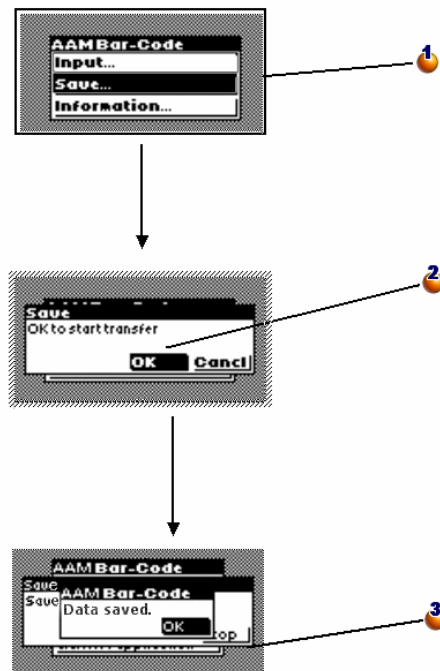 AAM Bar-Code
Input...
Save...
Information...
1
2
Save
OK to start transfer
OK Cancl
AAM Bar-Code
Save
AAM Bar-Code
Save
Data saved.
OK
top
3